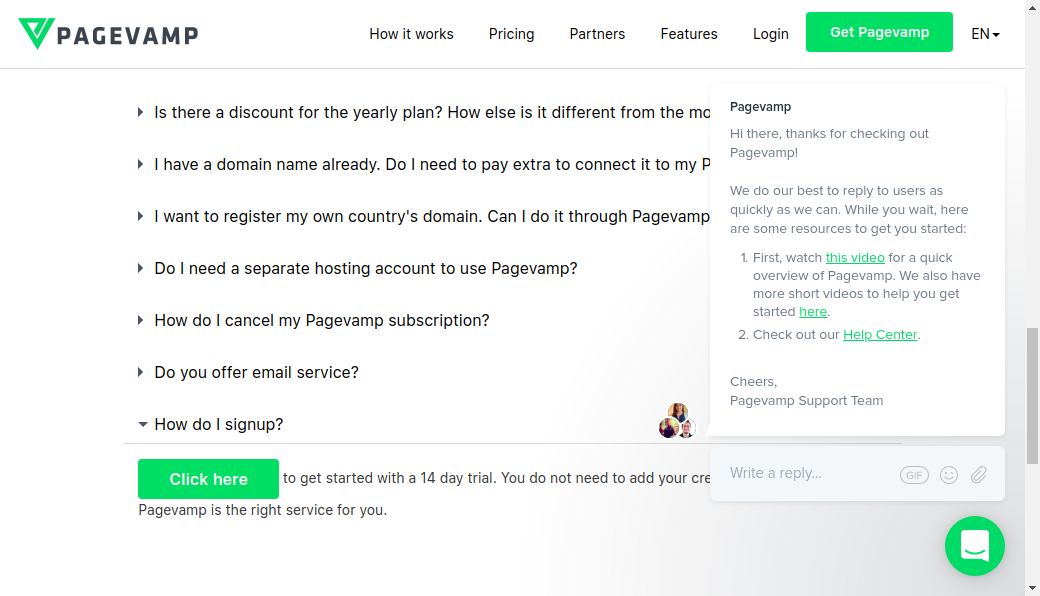 PAGEVAMP
How it works
Pricing
Partners
Features
Login
Get Pagevamp
EN
Is there a discount for the yearly plan? How else is it different from the mo
I have a domain name already. Do I need to pay extra to connect it to my P
I want to register my own country's domain. Can I do it through Pagevamp
Do I need a separate hosting account to use Pagevamp?
How do I cancel my Pagevamp subscription?
Do you offer email service?
How do I signup?
Click here to get started with a 14 day trial. You do not need to add your cre
Pagevamp is the right service for you.
Pagevamp
Hi there, thanks for checking out
Pagevamp!
We do our best to reply to users as
quickly as we can. While you wait, here
are some resources to get you started:
1. First, watch this video for a quick
overview of Pagevamp. We also have
more short videos to help you get
started here.
2. Check out our Help Center.
Cheers,
Pagevamp Support Team
Write a reply...
GIF